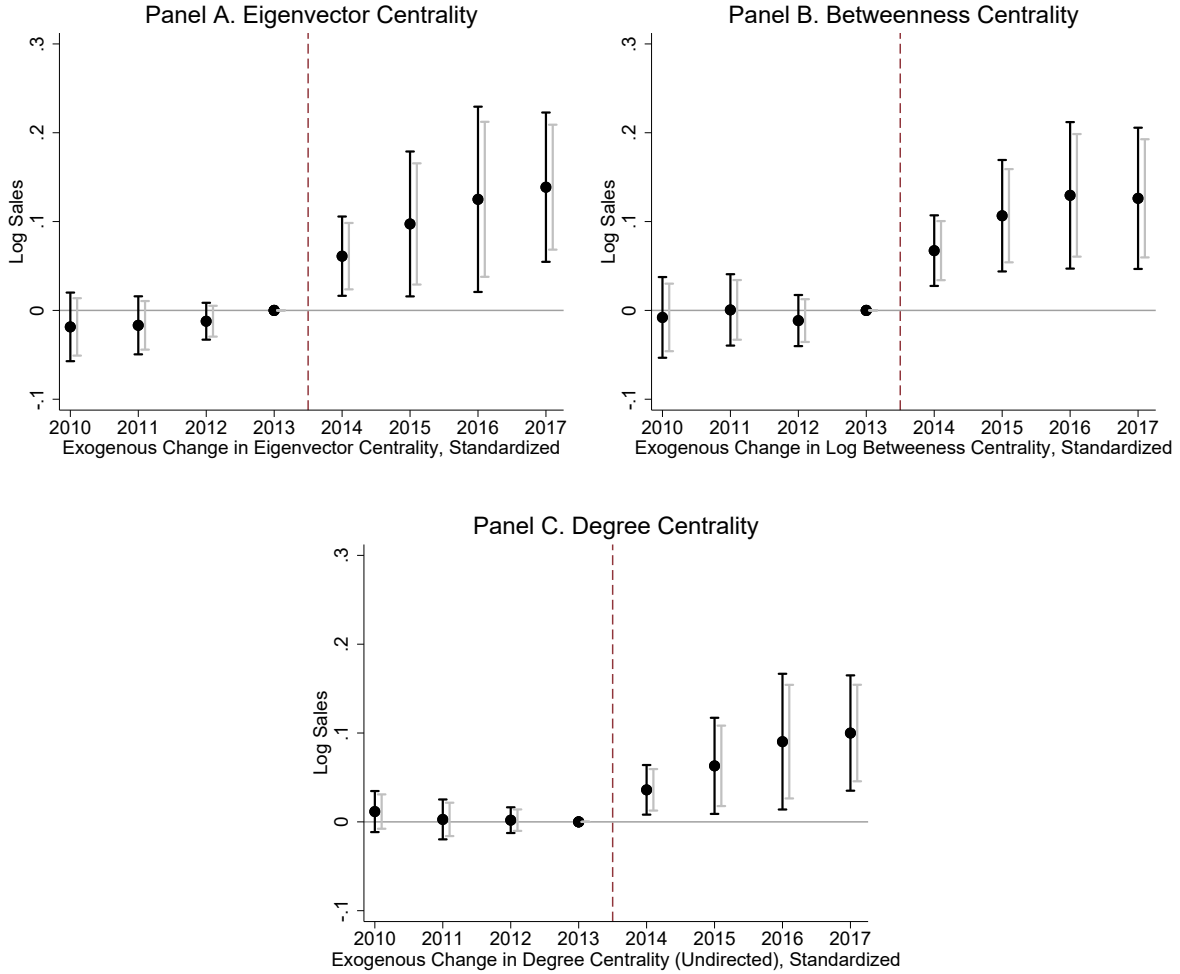 Panel A. Eigenvector Centrality
.3
.2
.1
0
-.1
Log Sales
2010 2011 2012 2013 2014 2015 2016 2017
Exogenous Change in Eigenvector Centrality, Standardized
Panel B. Betweenness Centrality
.3
.2
.1
0
-.1
Log Sales
2010 2011 2012 2013 2014 2015 2016 2017
Exogenous Change in Log Betweeness Centrality, Standardized
Panel C. Degree Centrality
.3
.2
.1
0
-.1
Log Sales
2010 2011 2012 2013 2014 2015 2016 2017
Exogenous Change in Degree Centrality (Undirected), Standardized